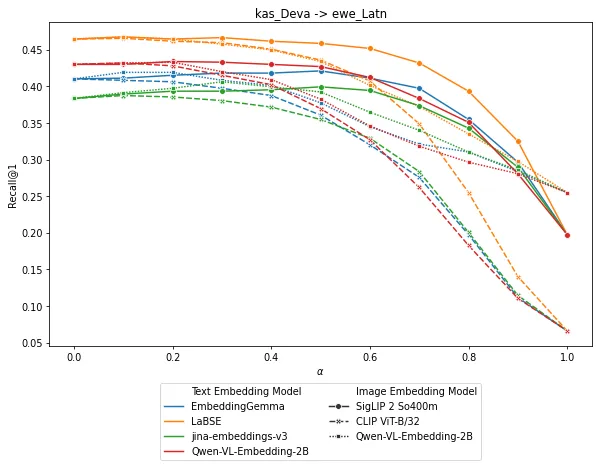 kas_Deva -> ewe_Latn
Recall@1
0.45
0.40
0.35
0.30
0.25
0.20
0.15
0.10
0.05
0.0
0.2
0.4
0.6
0.8
1.0
α
Text Embedding Model
EmbeddingGemma
LaBSE
jina-embeddings-v3
Qwen-VL-Embedding-2B
Image Embedding Model
SigLIP 2 So400m
CLIP ViT-B/32
Qwen-VL-Embedding-2B